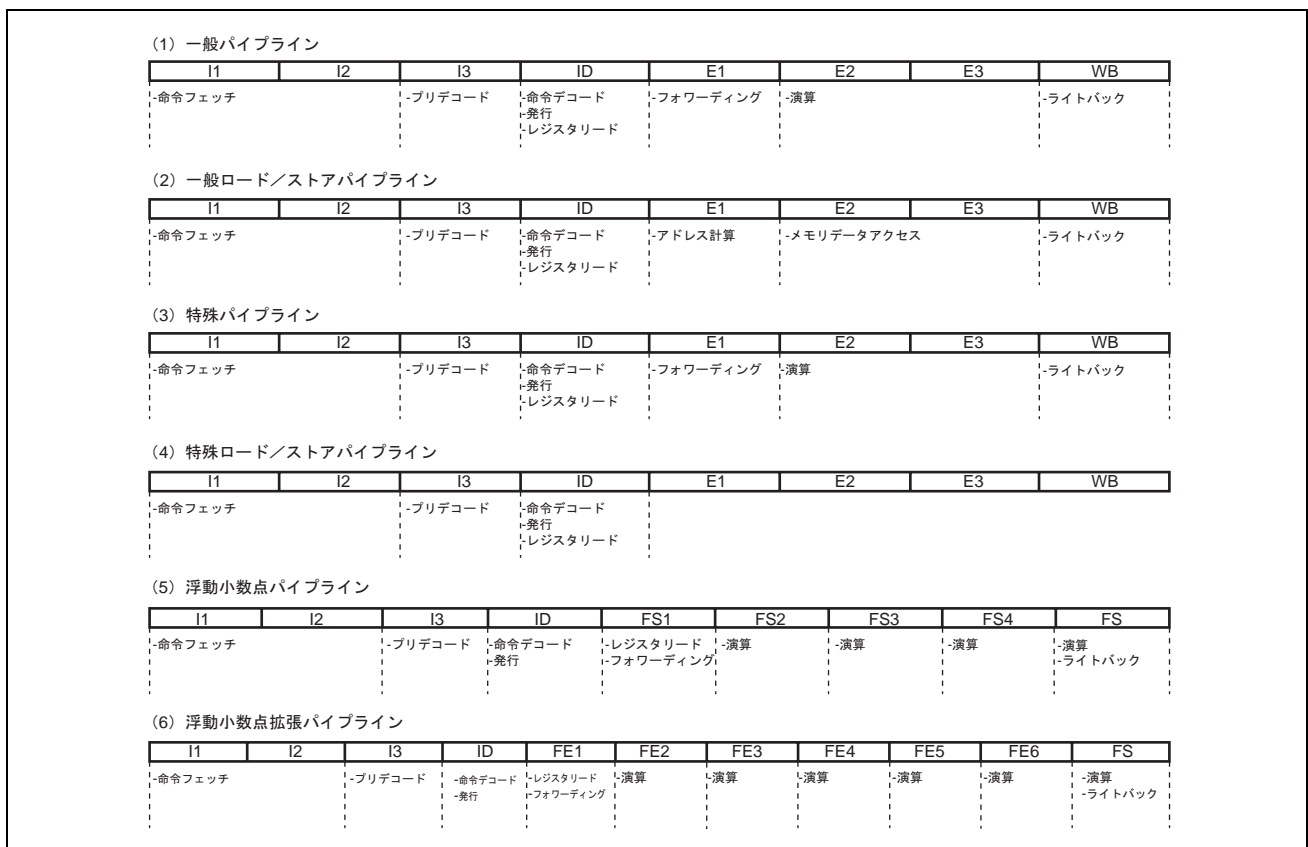 （1）一般パイプライン
I1 I2 I3 ID E1 E2 E3 WB
-命令フェッチ -プリデコード -命令デコード -フォワーディング -演算 -ライトバック
-発行
-レジスタリード
（2）一般ロード／ストアパイプライン
I1 I2 I3 ID E1 E2 E3 WB
-命令フェッチ -プリデコード -命令デコード -アドレス計算 -メモリデータアクセス -ライトバック
-発行
-レジスタリード
（3）特殊パイプライン
I1 I2 I3 ID E1 E2 E3 WB
-命令フェッチ -プリデコード -命令デコード -フォワーディング -演算 -ライトバック
-発行
-レジスタリード
（4）特殊ロード／ストアパイプライン
I1 I2 I3 ID E1 E2 E3 WB
-命令フェッチ -プリデコード -命令デコード
-発行
-レジスタリード
（5）浮動小数点パイプライン
I1 I2 I3 ID FS1 FS2 FS3 FS4 FS
-命令フェッチ -プリデコード -命令デコード -レジスタリード -演算 -演算 -演算 -演算
-発行 -フォワーディング -ライトバック
（6）浮動小数点拡張パイプライン
I1 I2 I3 ID FE1 FE2 FE3 FE4 FE5 FE6 FS
-命令フェッチ -プリデコード -命令デコード -レジスタリード -演算 -演算 -演算 -演算 -演算 -演算
-発行 -フォワーディング -ライトバック